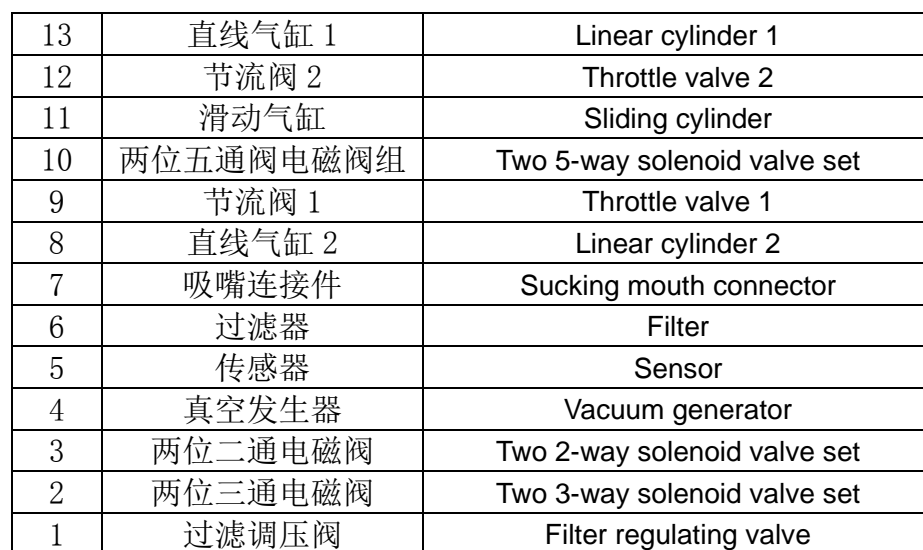 13 直线气缸 1 Linear cylinder 1
12 节流阀 2 Throttle valve 2
11 滑动气缸 Sliding cylinder
10 两位五通阀电磁阀组 Two 5-way solenoid valve set
9 节流阀 1 Throttle valve 1
8 直线气缸 2 Linear cylinder 2
7 吸嘴连接件 Sucking mouth connector
6 过滤器 Filter
5 传感器 Sensor
4 真空发生器 Vacuum generator
3 两位二通电磁阀 Two 2-way solenoid valve set
2 两位三通电磁阀 Two 3-way solenoid valve set
1 过滤调压阀 Filter regulating valve